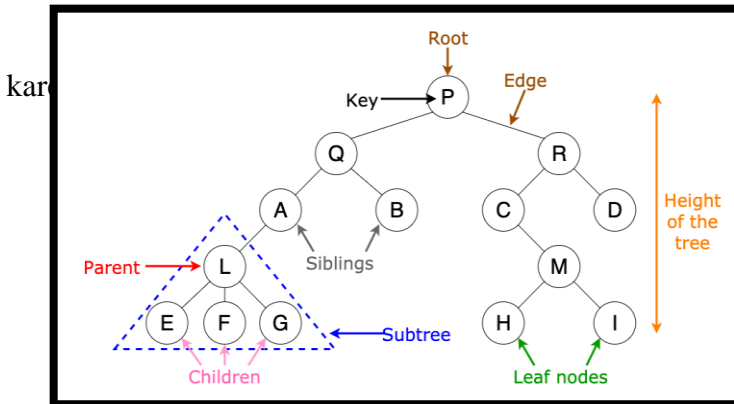 Root
Edge
Key
P
Q
R
A
B
C
D
Height
of the
tree
Siblings
Parent
L
M
E
F
G
H
I
Subtree
Children
Leaf nodes